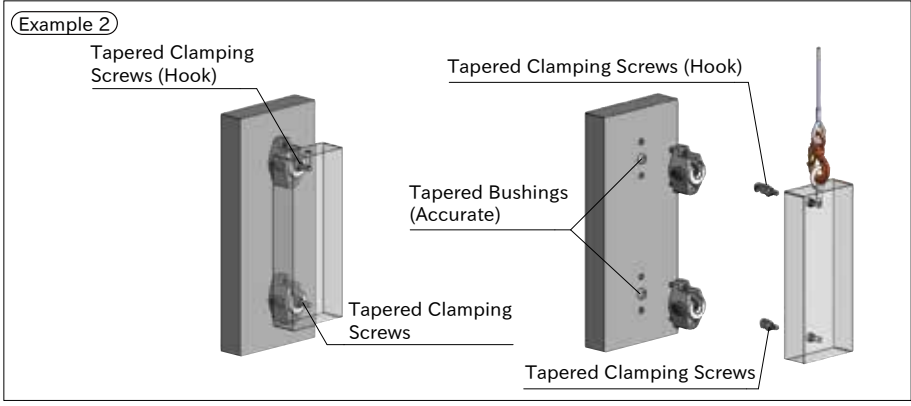 Example 2
Tapered Clamping
Screws (Hook)
Tapered Clamping
Screws
Tapered Clamping Screws (Hook)
Tapered Bushings
(Accurate)
Tapered Clamping Screws